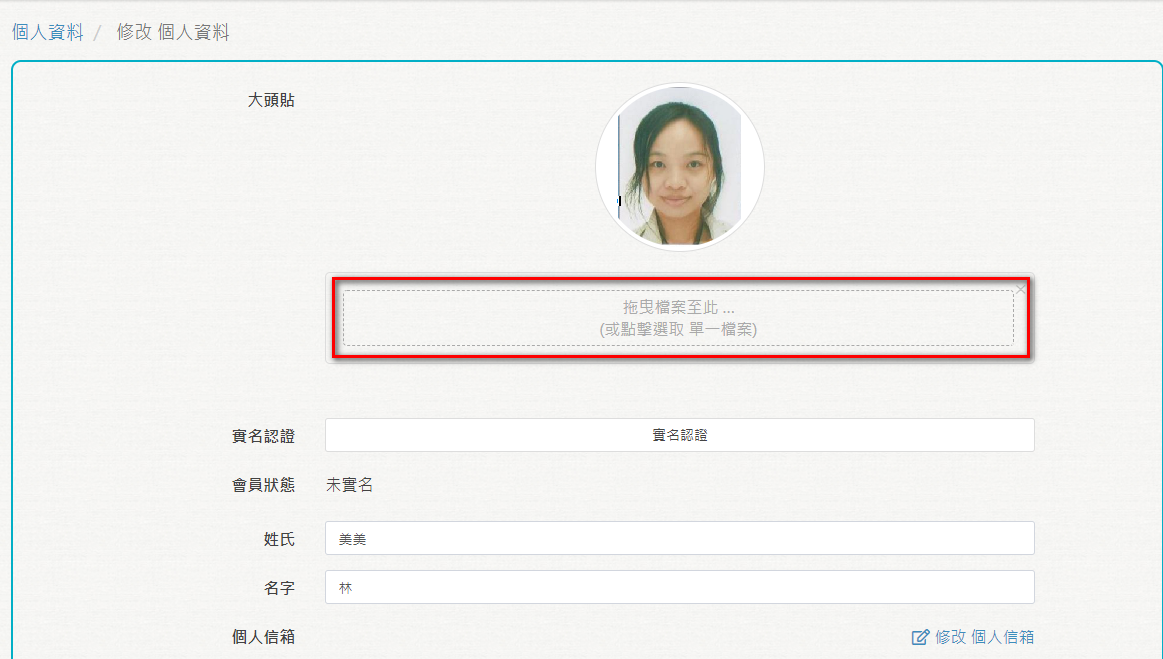 個人資料 / 修改 個人資料
大頭貼
拖曳檔案至此 ...
(或點擊選取 單一檔案)
實名認證 實名認證
會員狀態 未實名
姓氏 美美
名字 林
個人信箱 修改 個人信箱